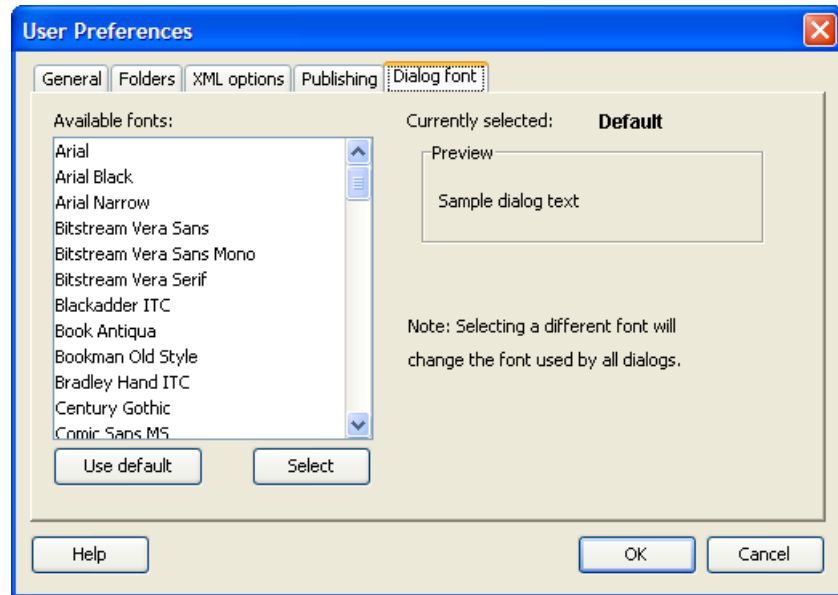 User Preferences
General Folders XML options Publishing Dialog font
Available fonts:
Arial
Arial Black
Arial Narrow
Bitstream Vera Sans
Bitstream Vera Sans Mono
Bitstream Vera Serif
Blackadder ITC
Book Antiqua
Bookman Old Style
Bradley Hand ITC
Century Gothic
Comic Sans MS
Use default Select
Currently selected: Default
Preview
Sample dialog text
Note: Selecting a different font will
change the font used by all dialogs.
Help OK Cancel